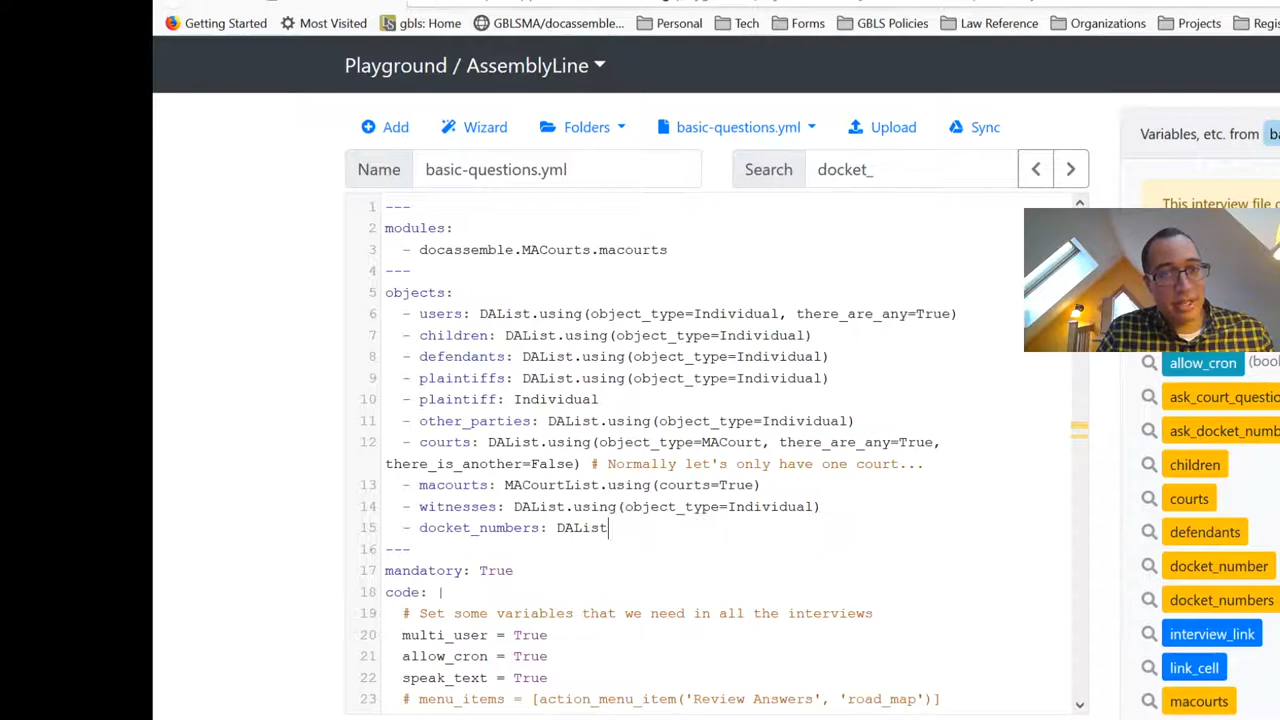 Getting Started Most Visited gbls: Home GBLSMA/docassemble... Personal Tech Forms GBLS Policies Law Reference Organizations Projects
Playground / AssemblyLine
Add Wizard Folders basic-questions.yml Upload Sync
Variables, etc. from
Name basic-questions.yml Search docket_
This interview file
1 ---
2 modules:
3 - docassemble.MACourts.macourts
4 ---
5 objects:
6 - users: DAList.using(object_type=Individual, there_are_any=True)
7 - children: DAList.using(object_type=Individual)
8 - defendants: DAList.using(object_type=Individual)
9 - plaintiffs: DAList.using(object_type=Individual)
10 - plaintiff: Individual
11 - other_parties: DAList.using(object_type=Individual)
12 - courts: DAList.using(object_type=MACourt, there_are_any=True,
there_is_another=False) # Normally let's only have one court...
13 - macourts: MACourtList.using(courts=True)
14 - witnesses: DAList.using(object_type=Individual)
15 - docket_numbers: DAList
16 ---
17 mandatory: True
18 code: |
19 # Set some variables that we need in all the interviews
20 multi_user = True
21 allow_cron = True
22 speak_text = True
23 # menu_items = [action_menu_item('Review Answers', 'road_map')]
allow_cron
ask_court_questio
ask_docket_numb
children
courts
defendants
docket_number
docket_numbers
interview_link
link_cell
macourts